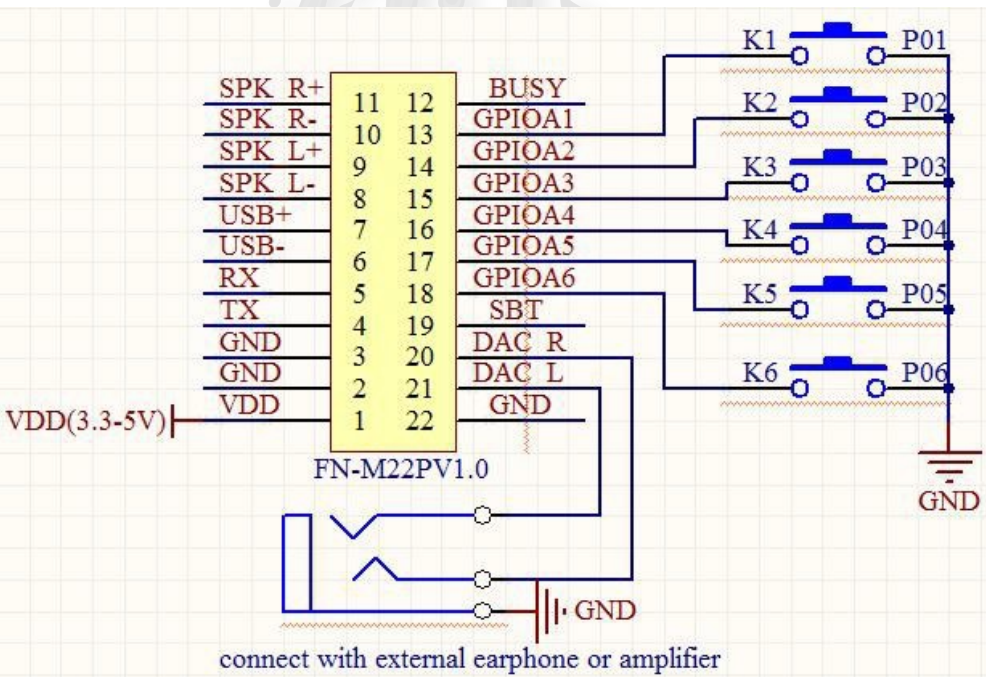 K1 P01
SPK R+ 11 12 BUSY
K2 P02
SPK R- 10 13 GPIOA1
SPK L+ 9 14 GPIOA2
K3 P03
SPK L- 8 15 GPIOA3
USB+ 7 16 GPIOA4
K4 P04
USB- 6 17 GPIOA5
RX 5 18 GPIOA6
K5 P05
TX 4 19 SBT
GND 3 20 DAC R
GND 2 21 DAC L
K6 P06
VDD(3.3-5V) VDD 1 22 GND
FN-M22PV1.0
GND
GND
connect with external earphone or amplifier